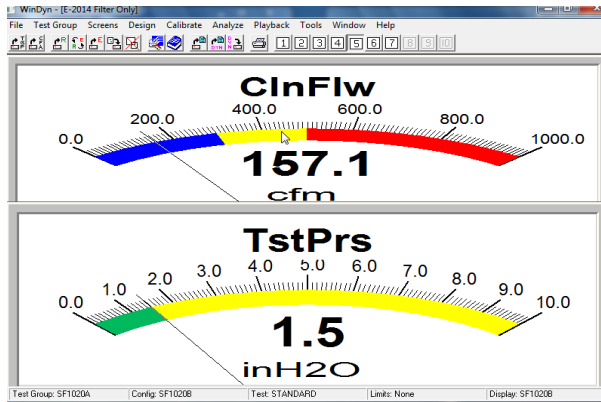 WinDyn - [E-2014 Filter Only]
File Test Group Screens Design Calibrate Analyze Playback Tools Window Help
1 2 3 4 5 6 7 8 9 10
ClnFlw
0.0 200.0 400.0 600.0 800.0 1000.0
157.1
cfm
TstPrs
0.0 1.0 2.0 3.0 4.0 5.0 6.0 7.0 8.0 9.0 10.0
1.5
inH2O
Test Group: SF1020A Config: SF1020B Test: STANDARD Limits: None Display: SF1020B